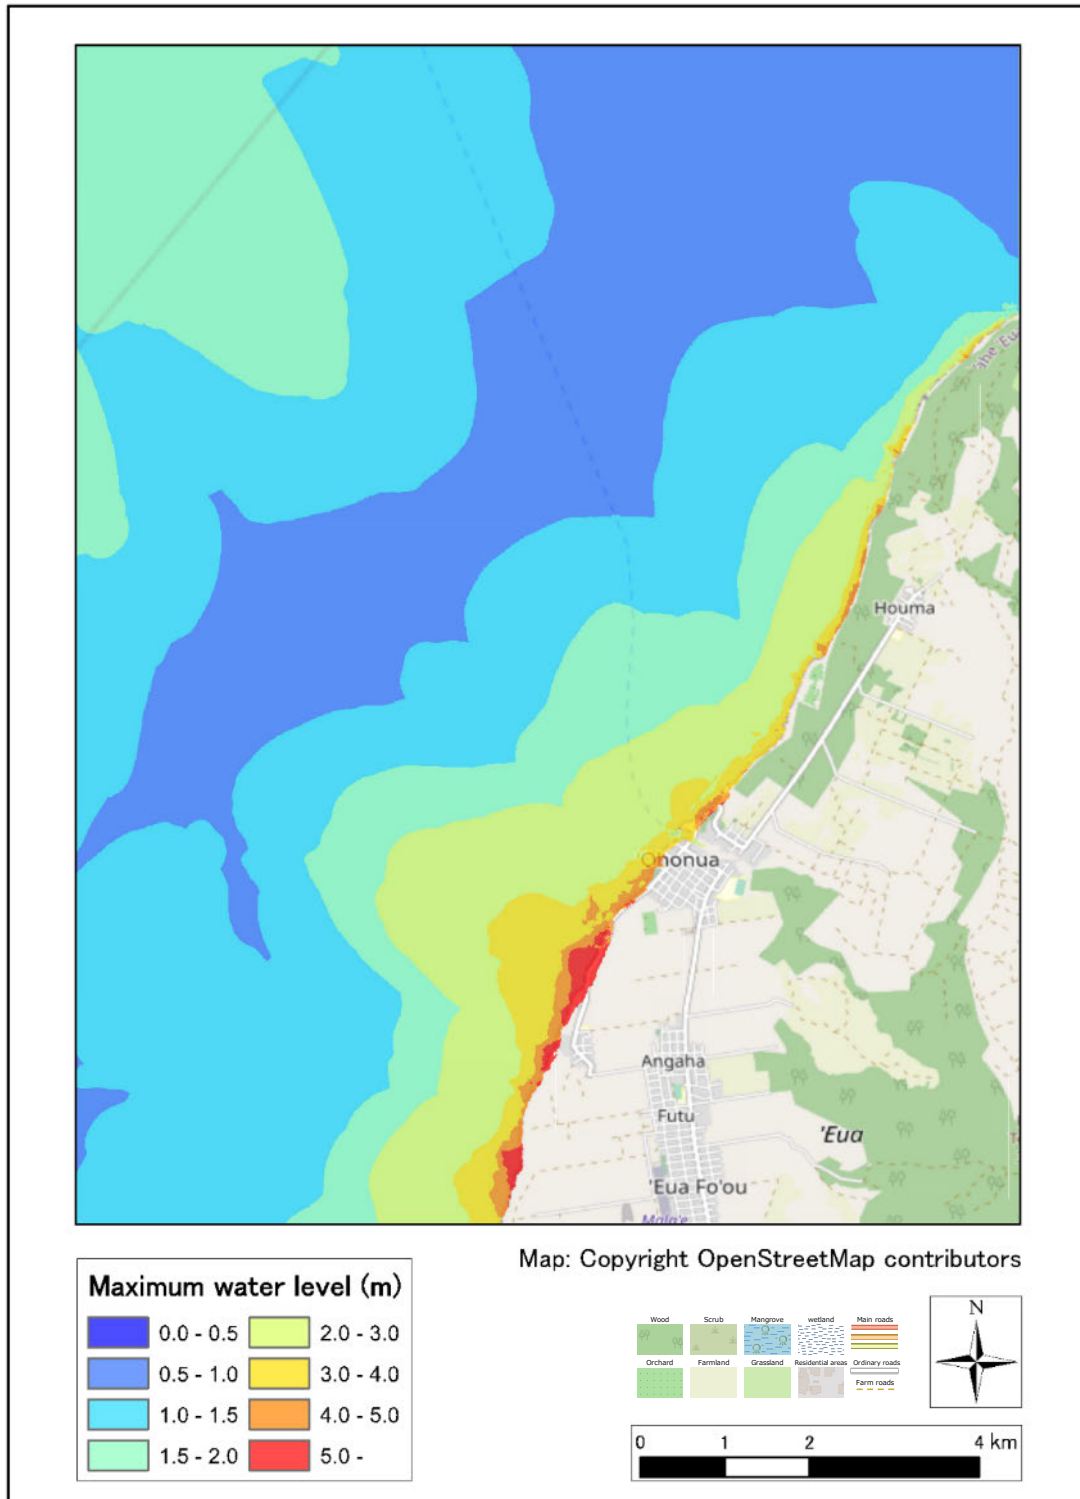 Houma
'Ohonua
Angaha
Futu
'Eua
'Eua Fo'ou
Mala'e
Map: Copyright OpenStreetMap contributors
Maximum water level (m)
0.0 - 0.5 2.0 - 3.0
0.5 - 1.0 3.0 - 4.0
1.0 - 1.5 4.0 - 5.0
1.5 - 2.0 5.0 -
Wood Scrub Mangrove wetland Main roads
Orchard Farmland Grassland Residential areas Ordinary roads
Farm roads
N
0 1 2 4 km